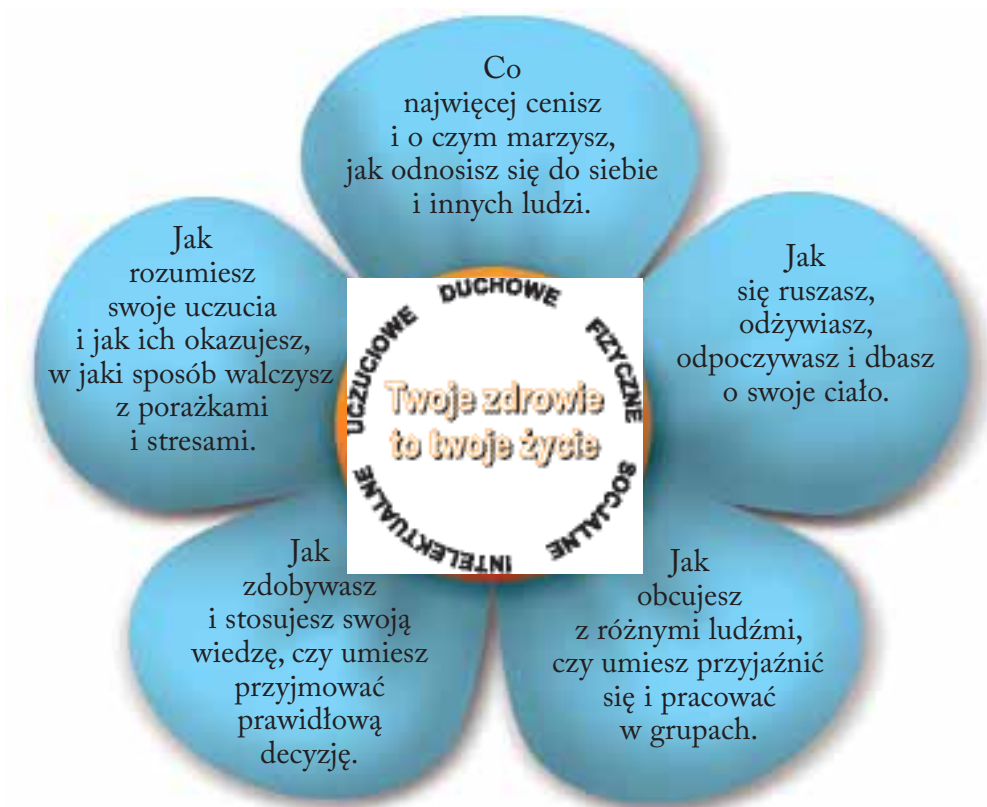 Co
najwięcej cenisz
i o czym marzysz,
jak odnosisz się do siebie
i innych ludzi.
Jak
rozumiesz
swoje uczucia
i jak ich okazujesz,
w jaki sposób walczysz
z porażkami
i stresami.
Jak
się ruszasz,
odżywiasz,
odpoczywasz i dbasz
o swoje ciało.
DUCHOWE
FIZYCZNE
SOCJALNE
INTELEKTUALNE
UCZUCIOWE
Twoje zdrowie
to twoje życie
Jak
zdobywasz
i stosujesz swoją
wiedzę, czy umiesz
przyjmować
prawidłową
decyzję.
Jak
obcujesz
z różnymi ludźmi,
czy umiesz przyjaźnić
się i pracować
w grupach.